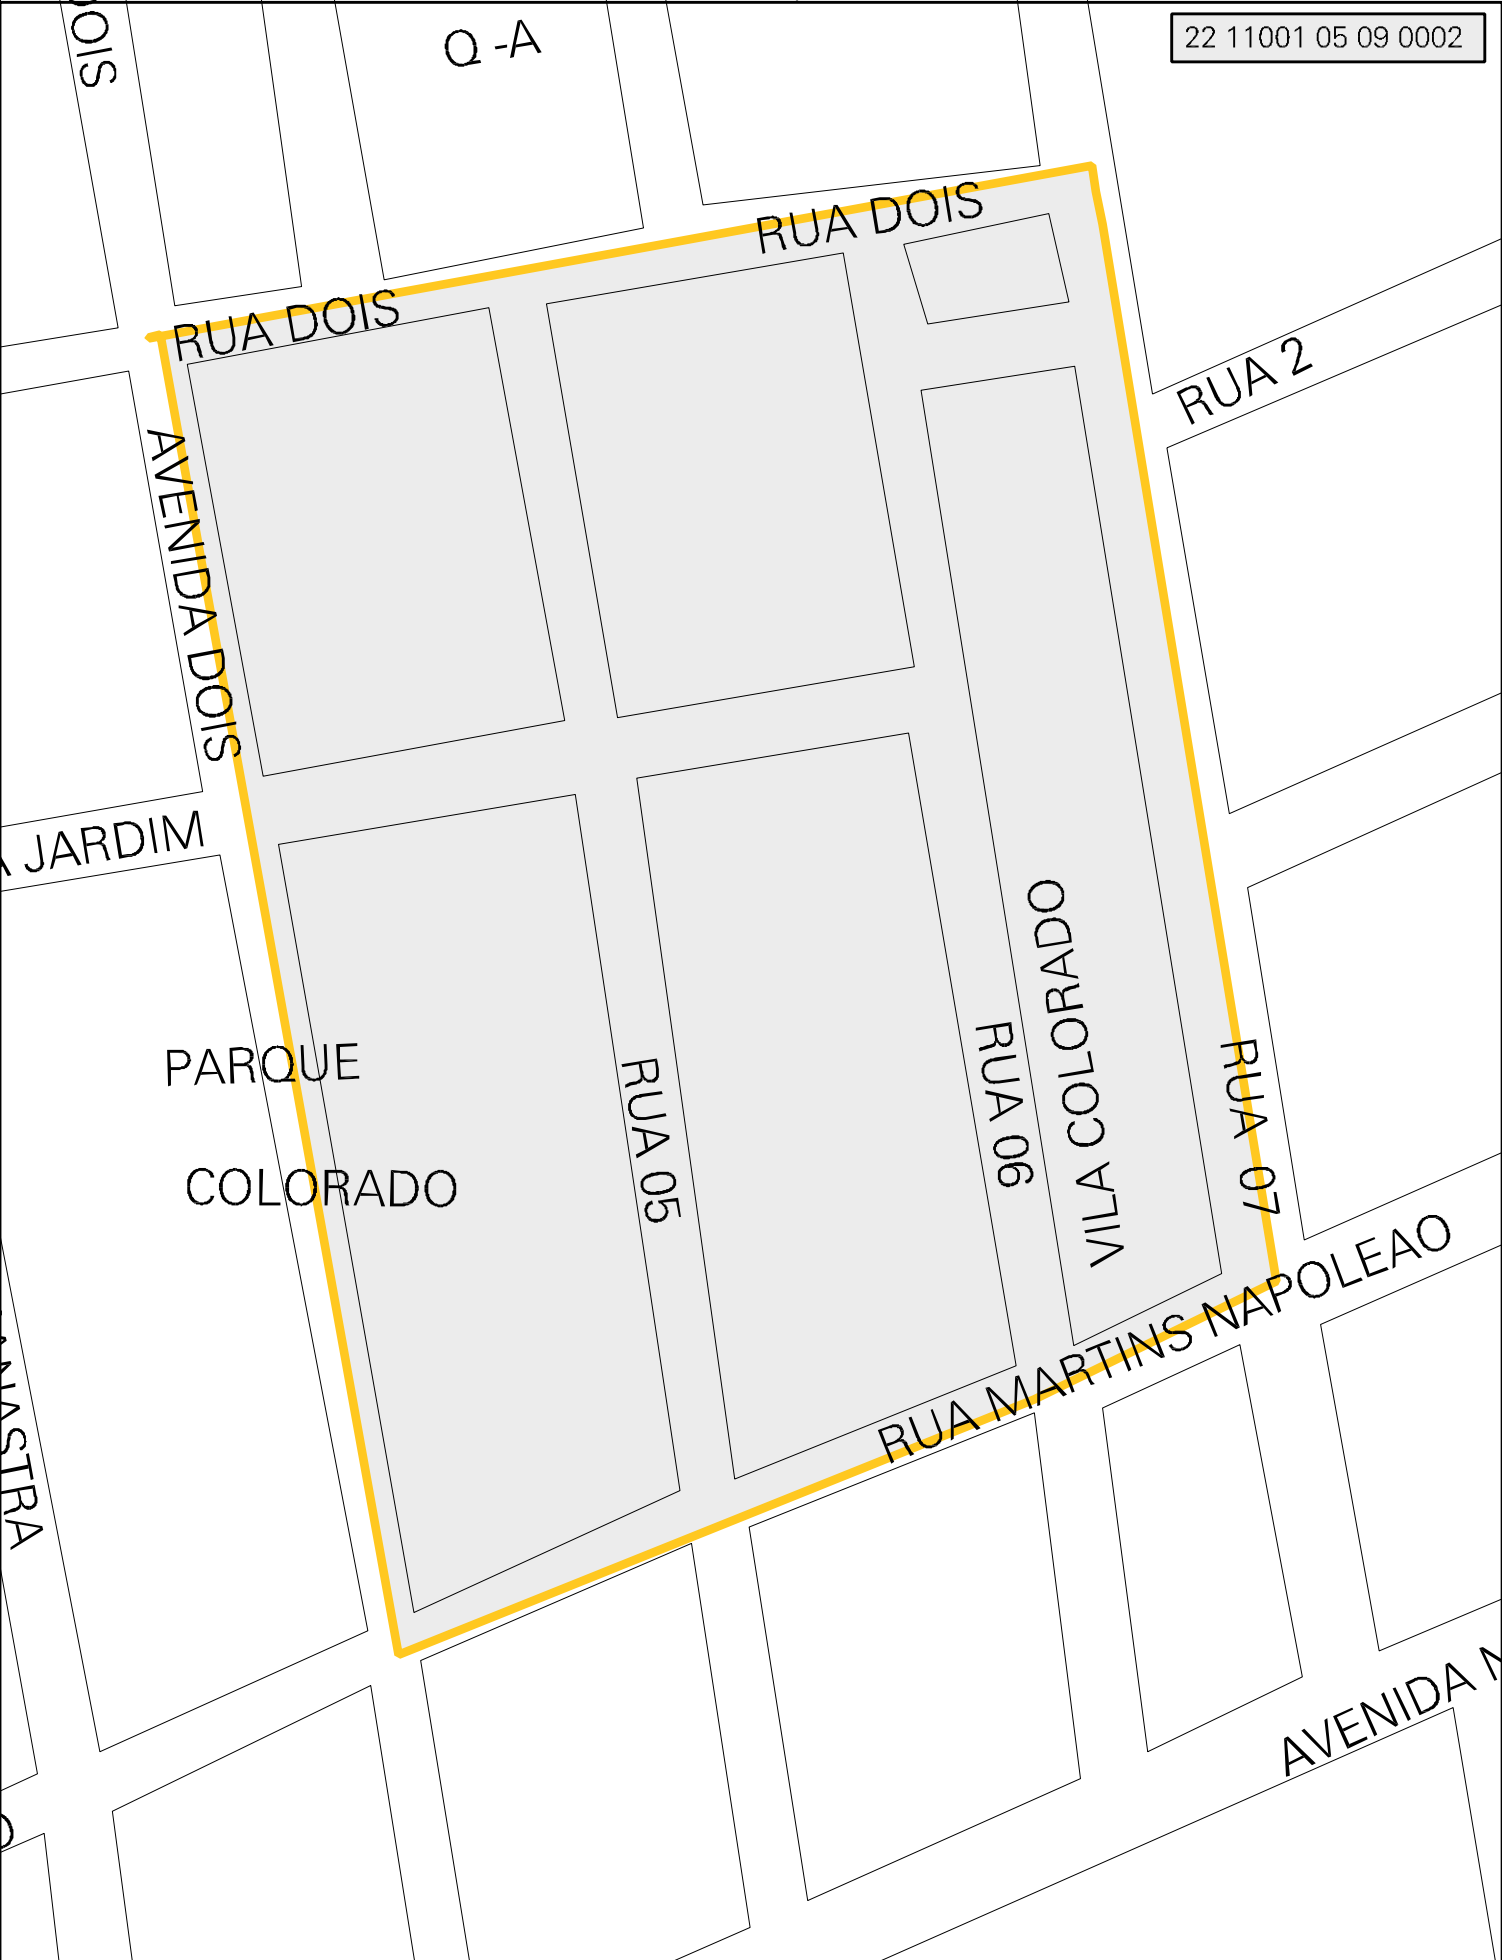 DOIS
Q -A
22 11001 05 09 0002
RUA DOIS
RUA DOIS
RUA 2
AVENIDA DOIS
JARDIM
VILA COLORADO
PARQUE
COLORADO
RUA 05
RUA 06
RUA 07
RUA MARTINS NAPOLEAO
AVENIDA